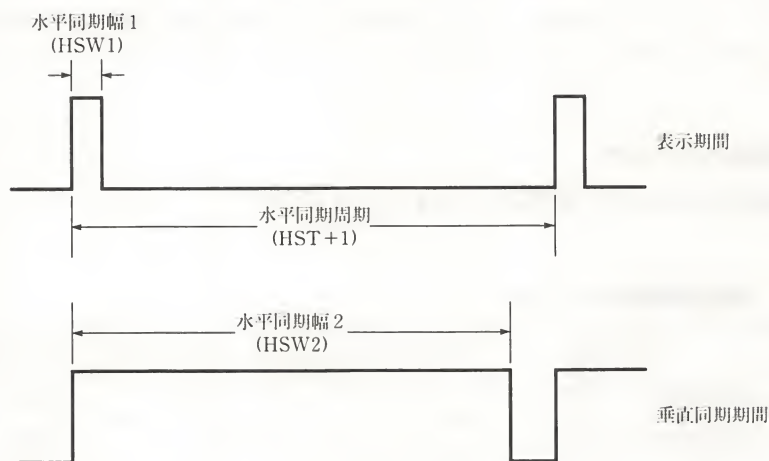 水平同期幅1
(HSW1)
表示期間
水平同期周期
(HST+1)
水平同期幅2
(HSW2)
垂直同期期間